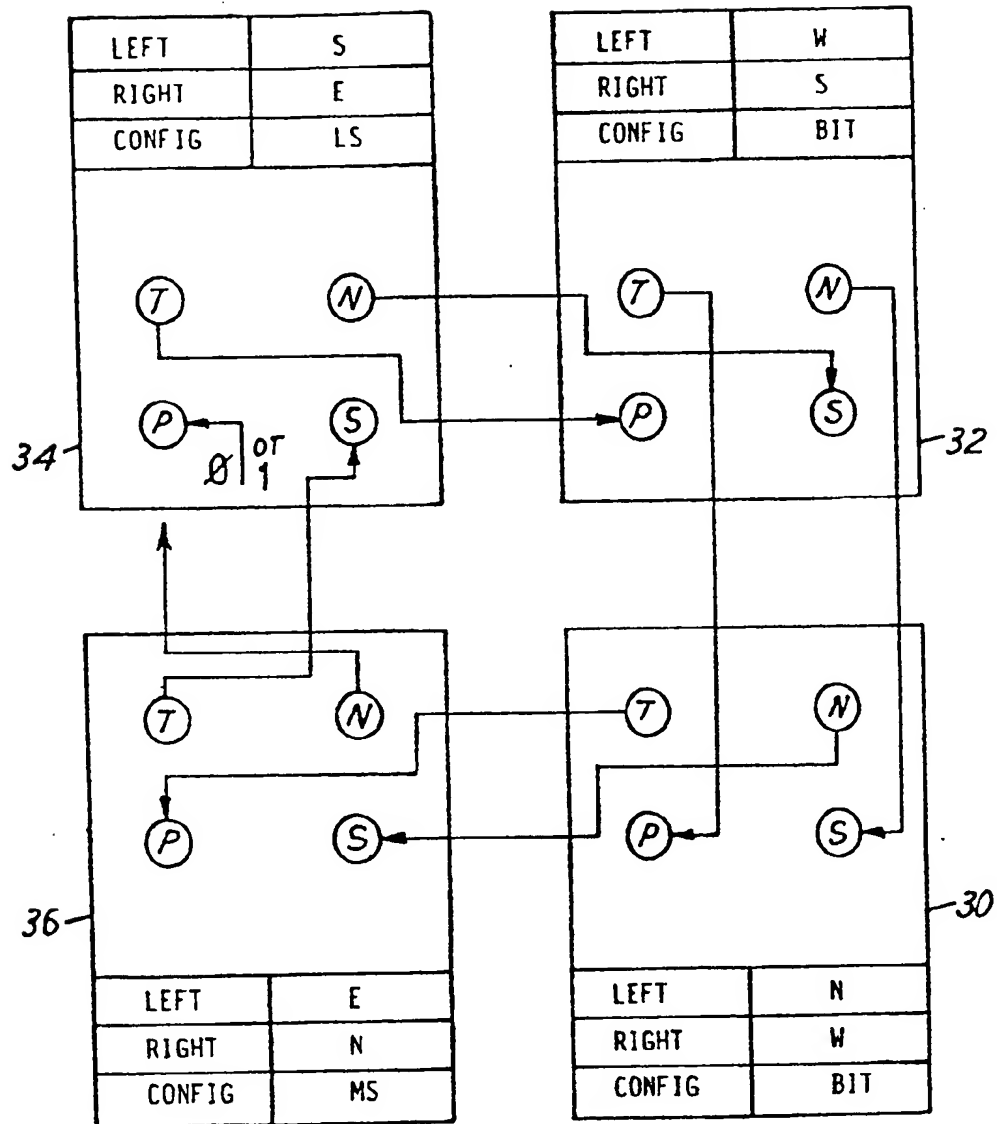 LEFT S
RIGHT E
CONFIG LS
LEFT W
RIGHT S
CONFIG BIT
T N
T N
P S
P S
Ø or 1
34
32
T N
T N
P S
P S
36
30
LEFT E
RIGHT N
CONFIG MS
LEFT N
RIGHT W
CONFIG BIT